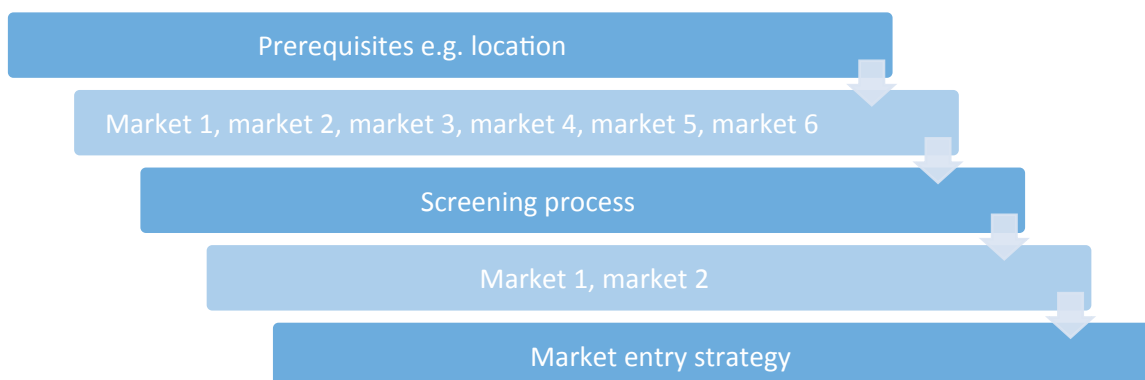 Prerequisites e.g. location
Market 1, market 2, market 3, market 4, market 5, market 6
Screening process
Market 1, market 2
Market entry strategy